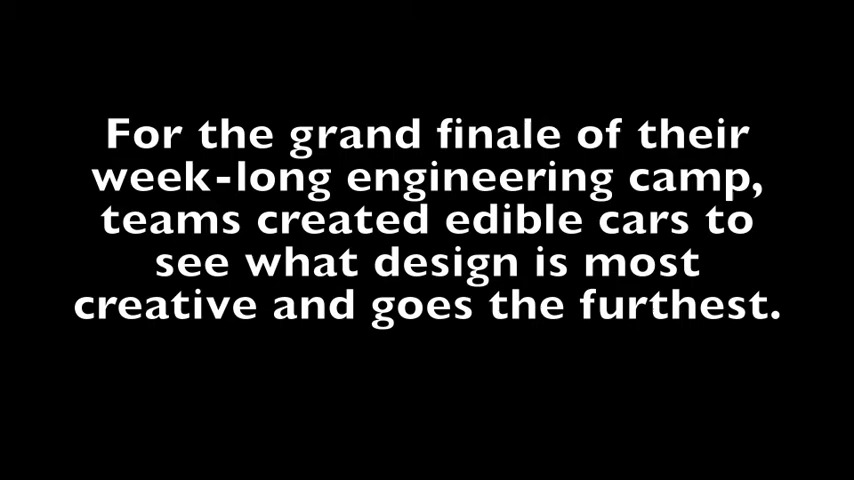 For the grand finale of their
week-long engineering camp,
teams created edible cars to
see what design is most
creative and goes the furthest.